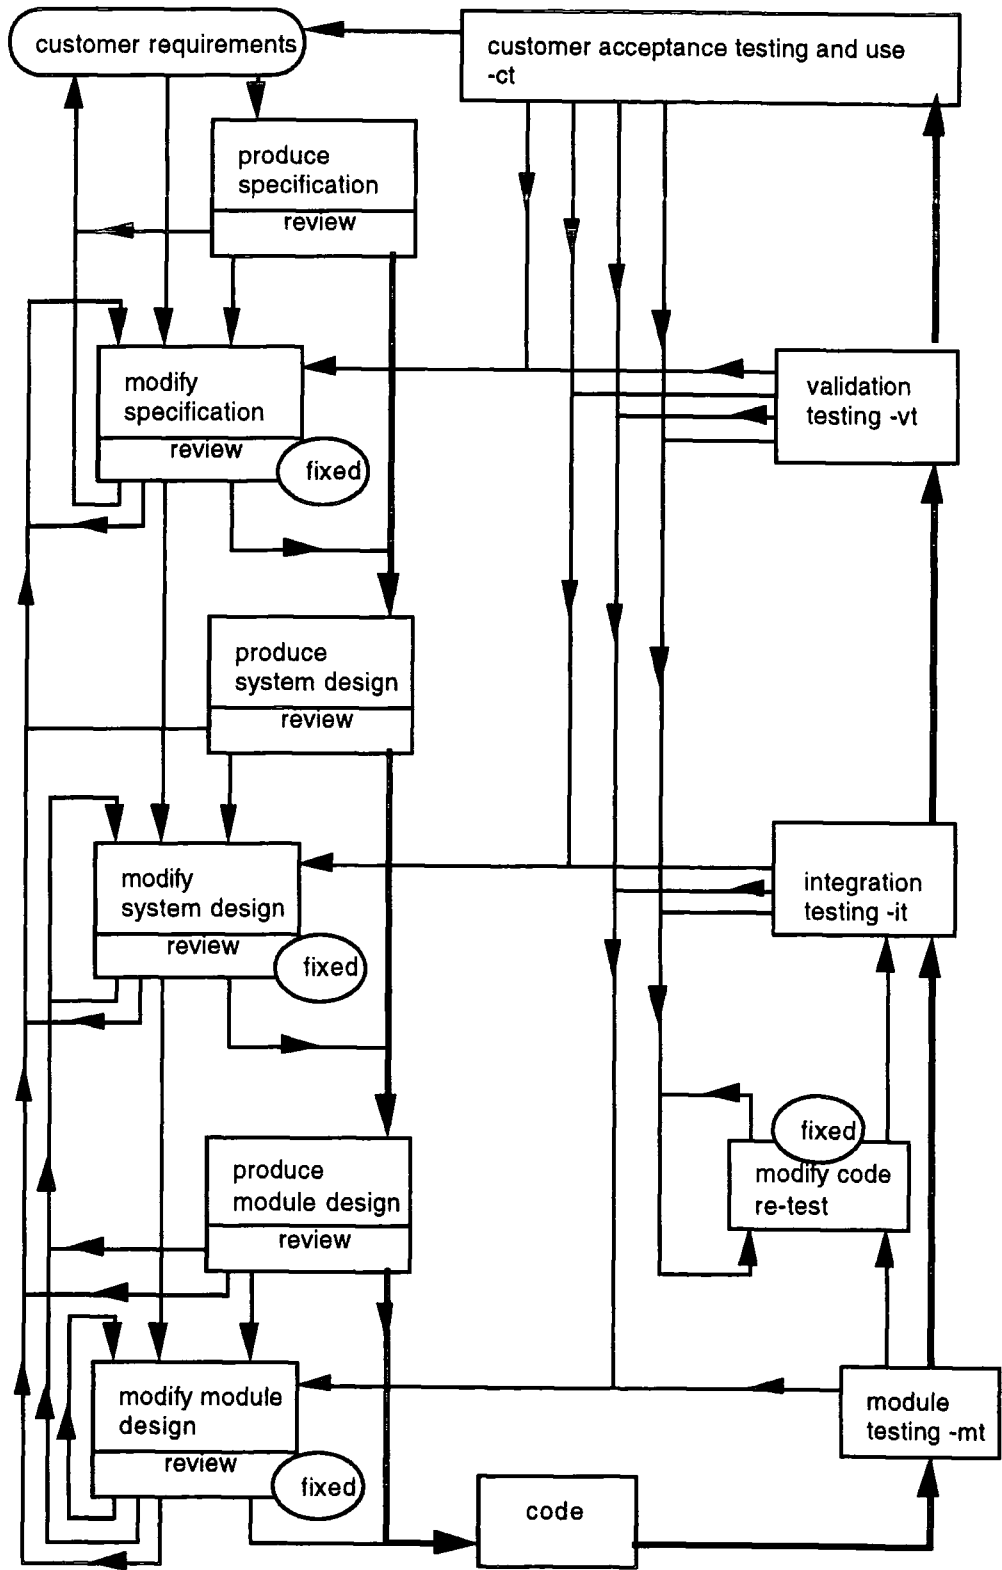 customer requirements
customer acceptance testing and use
-ct
produce
specification
review
modify
specification
review
fixed
validation
testing -vt
produce
system design
review
modify
system design
review
fixed
integration
testing -it
produce
module design
review
fixed
modify code
re-test
modify module
design
review
fixed
module
testing -mt
code